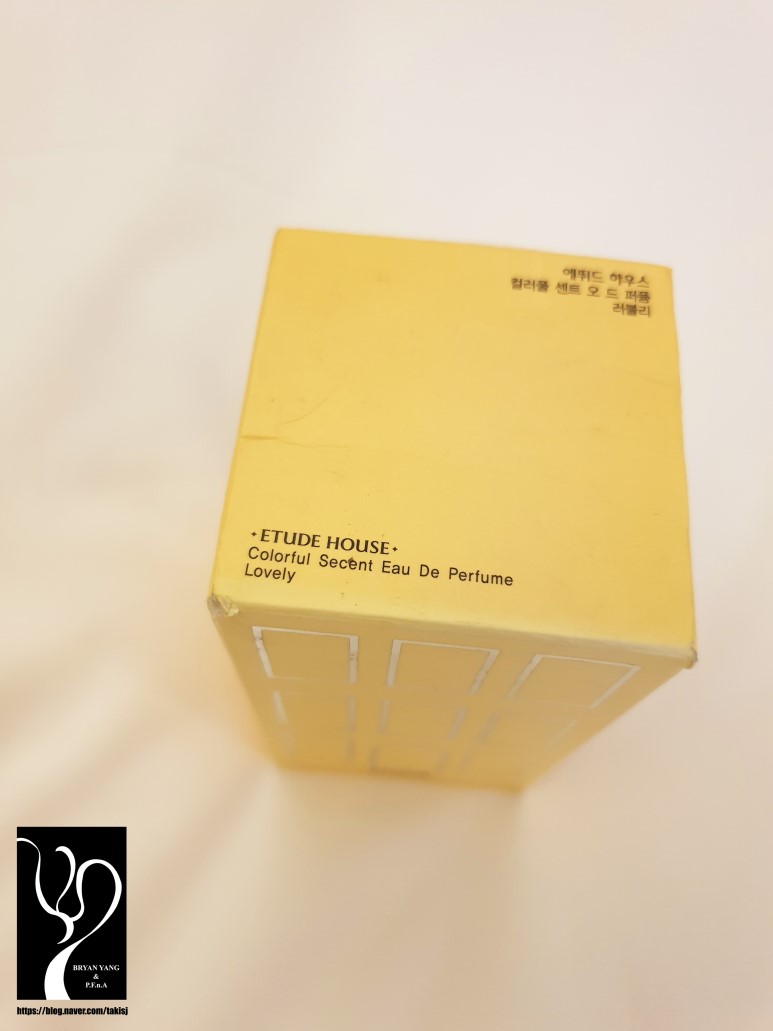 에뛰드 하우스
컬러풀 센트 오 드 퍼퓸
러블리
ETUDE HOUSE
Colorful Secent Eau De Perfume
Lovely
BRYAN YANG
&
P.F.n.A
https://blog.naver.com/takisj